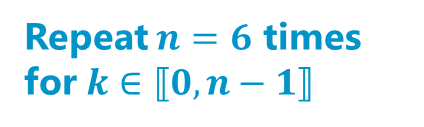 Repeat n = 6 times
for k ∈ ⟦0, n − 1⟧